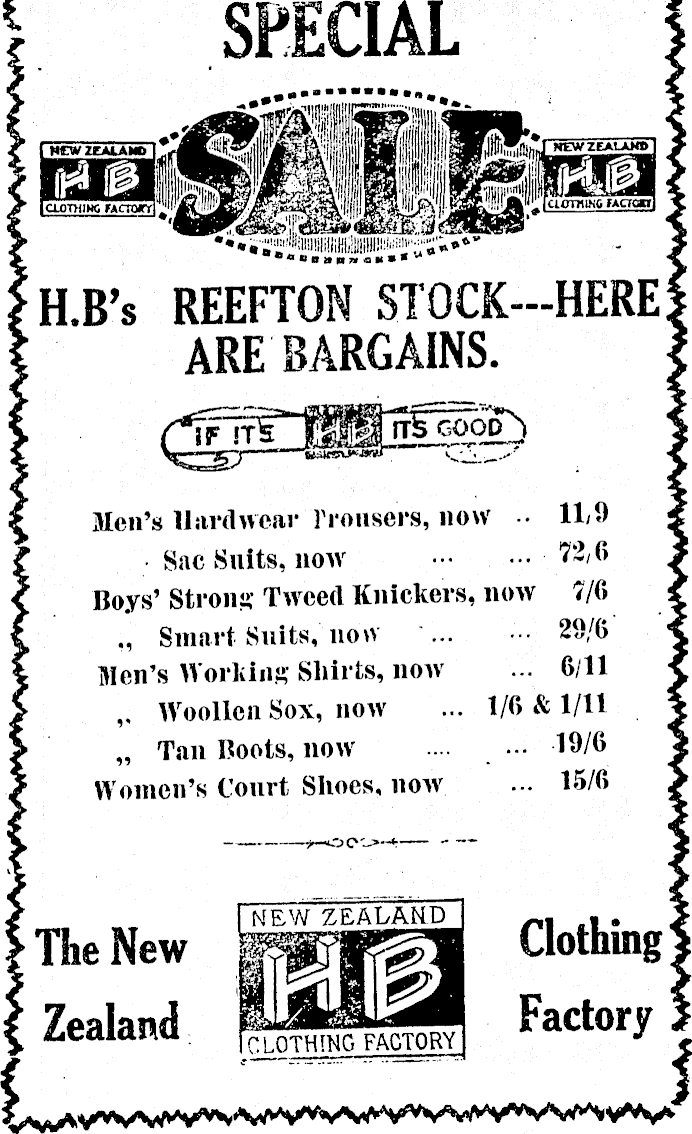 SPECIAL
NEW ZEALAND
HB
CLOTHING FACTORY
SALE
NEW ZEALAND
HB
CLOTHING FACTORY
H.B's REEFTON STOCK---HERE
ARE BARGAINS.
IF IT'S HB IT'S GOOD
Men's Hardwear Trousers, now .. 11/9
Sac Suits, now ... ... 72/6
Boys' Strong Tweed Knickers, now 7/6
„ Smart Suits, now ... ... 29/6
Men's Working Shirts, now ... 6/11
„ Woollen Sox, now ... 1/6 & 1/11
„ Tan Boots, now .... ... 19/6
Women's Court Shoes, now ... 15/6
The New
Zealand
NEW ZEALAND
HB
CLOTHING FACTORY
Clothing
Factory